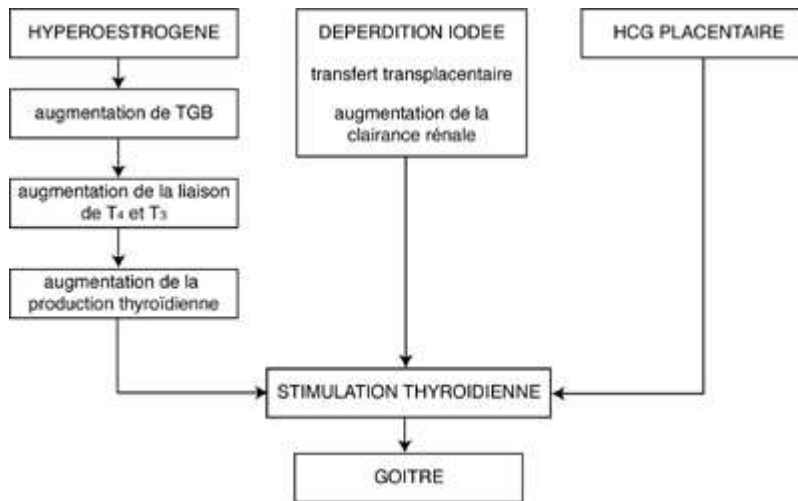 HYPEROESTROGENE
augmentation de TGB
augmentation de la liaison
de T₄ et T₃
augmentation de la
production thyroïdienne
DEPERDITION IODEE
transfert transplacentaire
augmentation de la
clairance rénale
HCG PLACENTAIRE
STIMULATION THYROIDIENNE
GOITRE